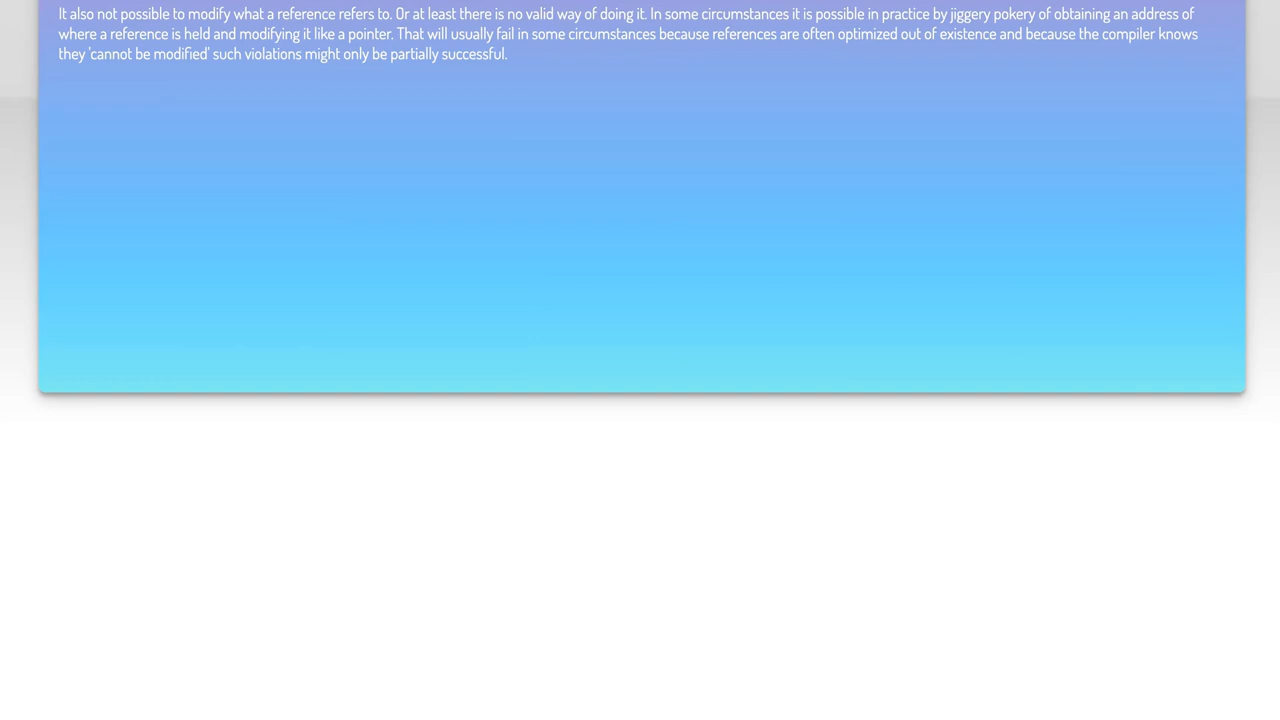 It also not possible to modify what a reference refers to. Or at least there is no valid way of doing it. In some circumstances it is possible in practice by jiggery pokery of obtaining an address of
where a reference is held and modifying it like a pointer. That will usually fail in some circumstances because references are often optimized out of existence and because the compiler knows
they 'cannot be modified' such violations might only be partially successful.